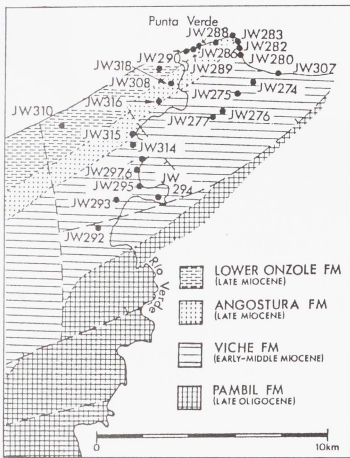 Punta Verde
JW288
JW283
JW282
JW290
JW286
JW280
JW318
JW289
JW307
JW308
JW275
JW274
JW316
JW310
JW277
JW276
JW315
JW314
JW297,6
JW295
JW
294
JW293
JW292
Rio Verde
LOWER ONZOLE FM
(LATE MIOCENE)
ANGOSTURA FM
(LATE MIOCENE)
VICHE FM
(EARLY-MIDDLE MIOCENE)
PAMBIL FM
(LATE OLIGOCENE)
0
10km